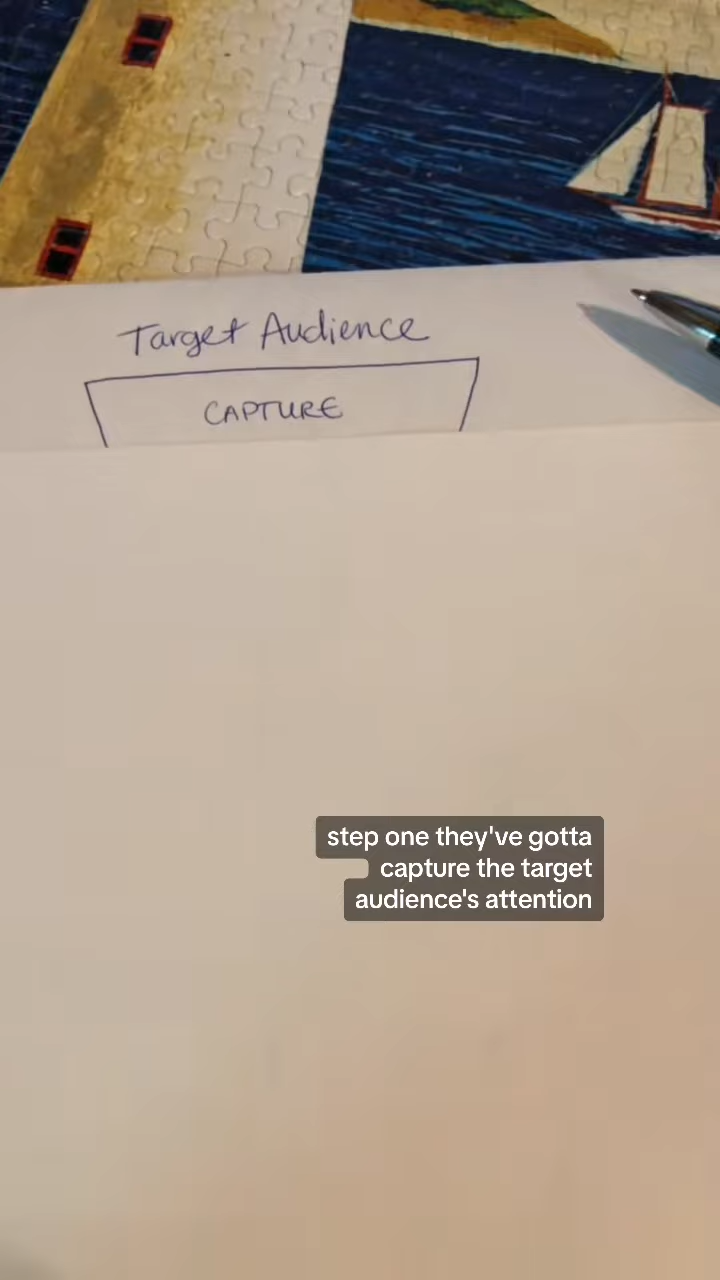 Target Audience
CAPTURE
step one they've gotta
capture the target
audience's attention